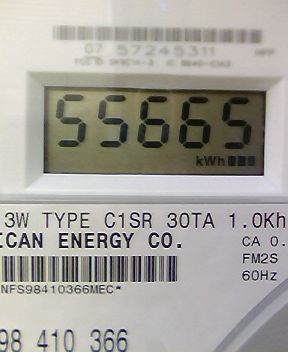 07 57245311
55665
kWh
3W TYPE C1SR 30TA 1.0Kh
ICAN ENERGY CO.
CA 0.
FM2S
60Hz
NFS98410366MEC*
98 410 366